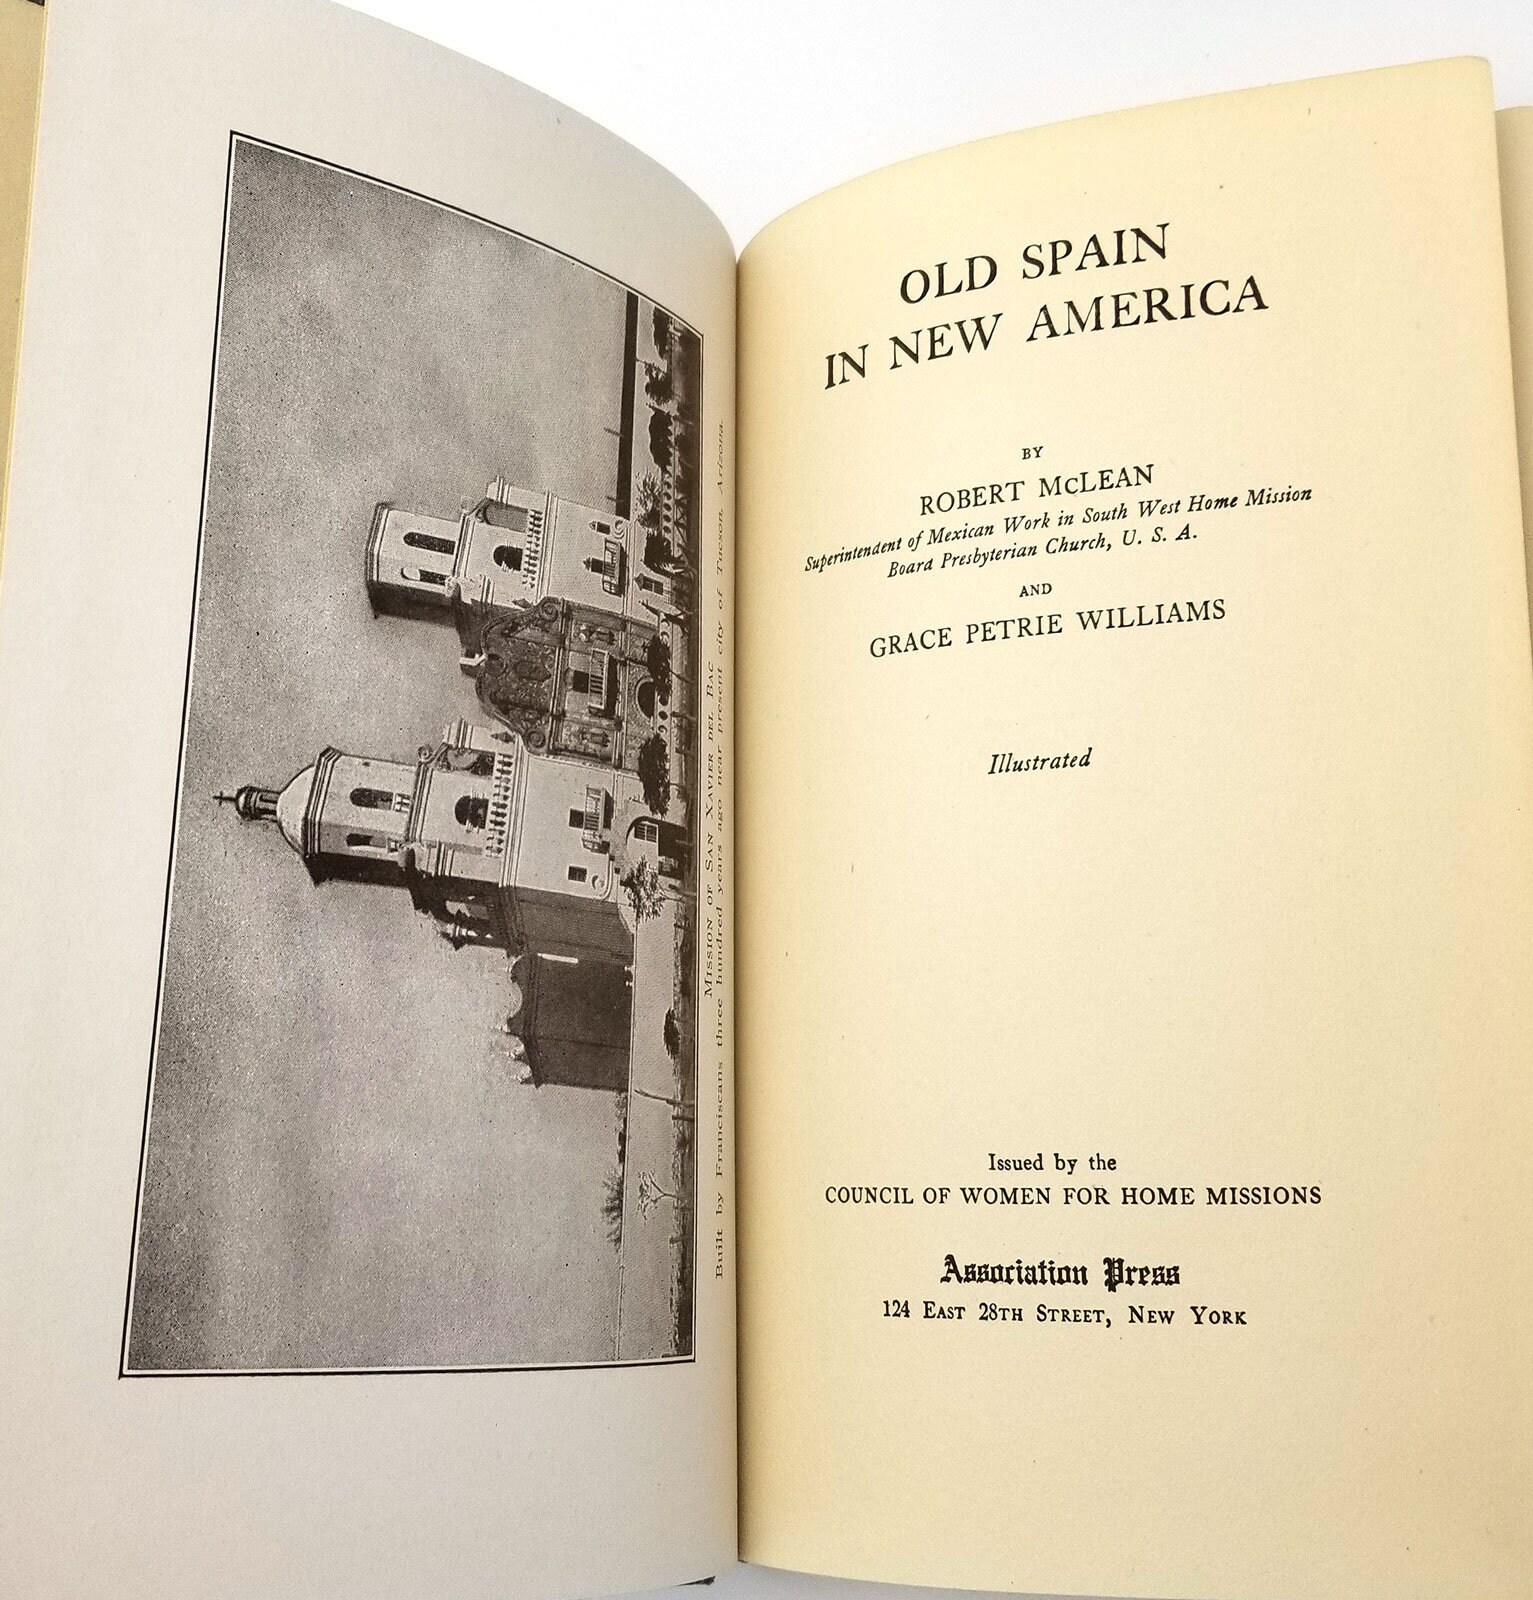 Mission of San Xavier del Bac
Built by Franciscans three hundred years ago near present city of Tucson, Arizona.
OLD SPAIN
IN NEW AMERICA
BY
ROBERT McLEAN
Superintendent of Mexican Work in South West Home Mission
Board Presbyterian Church, U. S. A.
AND
GRACE PETRIE WILLIAMS
Illustrated
Issued by the
COUNCIL OF WOMEN FOR HOME MISSIONS
Association Press
124 East 28th Street, New York